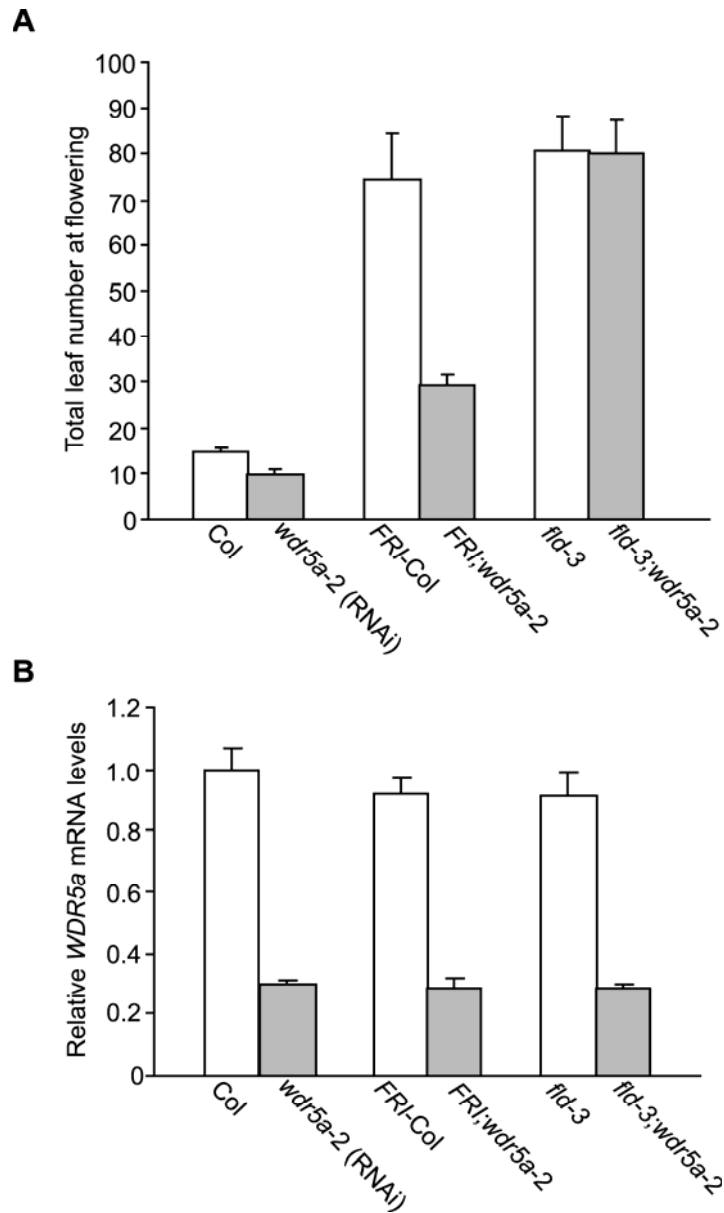 A
Total leaf number at flowering
100
90
80
70
60
50
40
30
20
10
0
Col
wdr5a-2 (RNAi)
FRI-Col
FRI;wdr5a-2
fld-3
fld-3;wdr5a-2
B
Relative WDR5a mRNA levels
1.2
1.0
0.8
0.6
0.4
0.2
0
Col
wdr5a-2 (RNAi)
FRI-Col
FRI;wdr5a-2
fld-3
fld-3;wdr5a-2